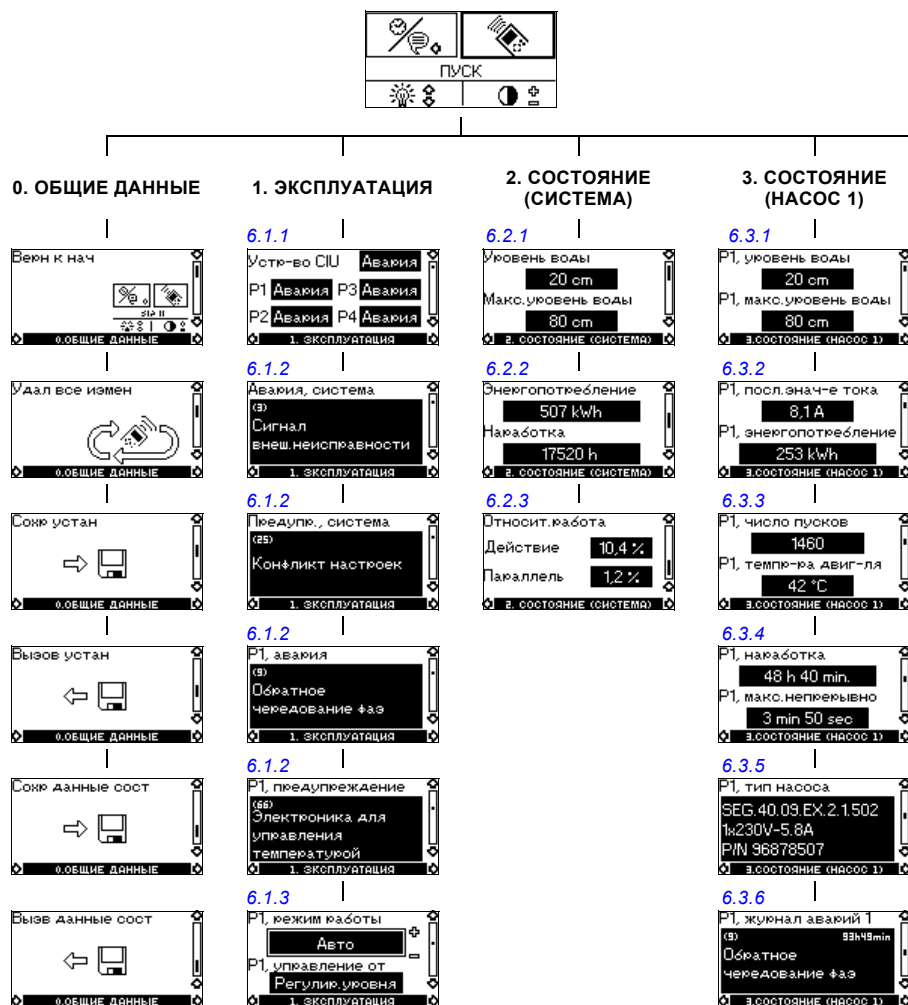 ПУСК
0. ОБЩИЕ ДАННЫЕ
Верн к нач
0.ОБЩИЕ ДАННЫЕ
Удал все измен
0.ОБЩИЕ ДАННЫЕ
Сохр устан
0.ОБЩИЕ ДАННЫЕ
Вызов устан
0.ОБЩИЕ ДАННЫЕ
Сохр данные сост
0.ОБЩИЕ ДАННЫЕ
Вызв данные сост
0.ОБЩИЕ ДАННЫЕ
1. ЭКСПЛУАТАЦИЯ
6.1.1
Устр-во CIU Авария
P1 Авария P3 Авария
P2 Авария P4 Авария
1. ЭКСПЛУАТАЦИЯ
6.1.2
Авария, система
(3)
Сигнал
внеш.неисправности
1. ЭКСПЛУАТАЦИЯ
6.1.2
Предупр., система
(25)
Конфликт настроек
1. ЭКСПЛУАТАЦИЯ
6.1.2
P1, авария
(9)
Обратное
чередование фаз
1. ЭКСПЛУАТАЦИЯ
6.1.2
P1, предупреждение
(66)
Электроника для
управления
температурой
1. ЭКСПЛУАТАЦИЯ
6.1.3
P1, режим работы
Авто
P1, управление от
Регулир.уровня
1. ЭКСПЛУАТАЦИЯ
2. СОСТОЯНИЕ
(СИСТЕМА)
6.2.1
Уровень воды
20 cm
Макс.уровень воды
80 cm
2. СОСТОЯНИЕ (СИСТЕМА)
6.2.2
Энергопотребление
507 kWh
Наработка
17520 h
2. СОСТОЯНИЕ (СИСТЕМА)
6.2.3
Относит.работа
Действие 10,4 %
Параллель 1,2 %
2. СОСТОЯНИЕ (СИСТЕМА)
3. СОСТОЯНИЕ
(НАСОС 1)
6.3.1
P1, уровень воды
20 cm
P1, макс.уровень воды
80 cm
3.СОСТОЯНИЕ (НАСОС 1)
6.3.2
P1, посл.знач-е тока
8,1 A
P1, энергопотребление
253 kWh
3.СОСТОЯНИЕ (НАСОС 1)
6.3.3
P1, число пусков
1460
P1, темпр-ра двиг-ля
42 °C
3.СОСТОЯНИЕ (НАСОС 1)
6.3.4
P1, наработка
48 h 40 min.
P1, макс.непрерывно
3 min 50 sec
3.СОСТОЯНИЕ (НАСОС 1)
6.3.5
P1, тип насоса
SEG.40.09.EX.2.1.502
1x230V-5.8A
P/N 96878507
3.СОСТОЯНИЕ (НАСОС 1)
6.3.6
P1, журнал аварий 1
(9) 93h49min
Обратное
чередование фаз
3.СОСТОЯНИЕ (НАСОС 1)